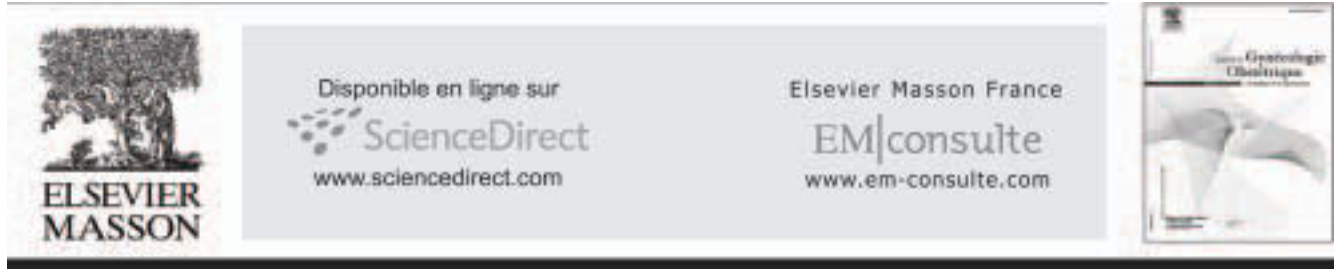 ELSEVIER
MASSON
Disponible en ligne sur
ScienceDirect
www.sciencedirect.com
Elsevier Masson France
EM|consulte
www.em-consulte.com
Gynécologie
Obstétrique